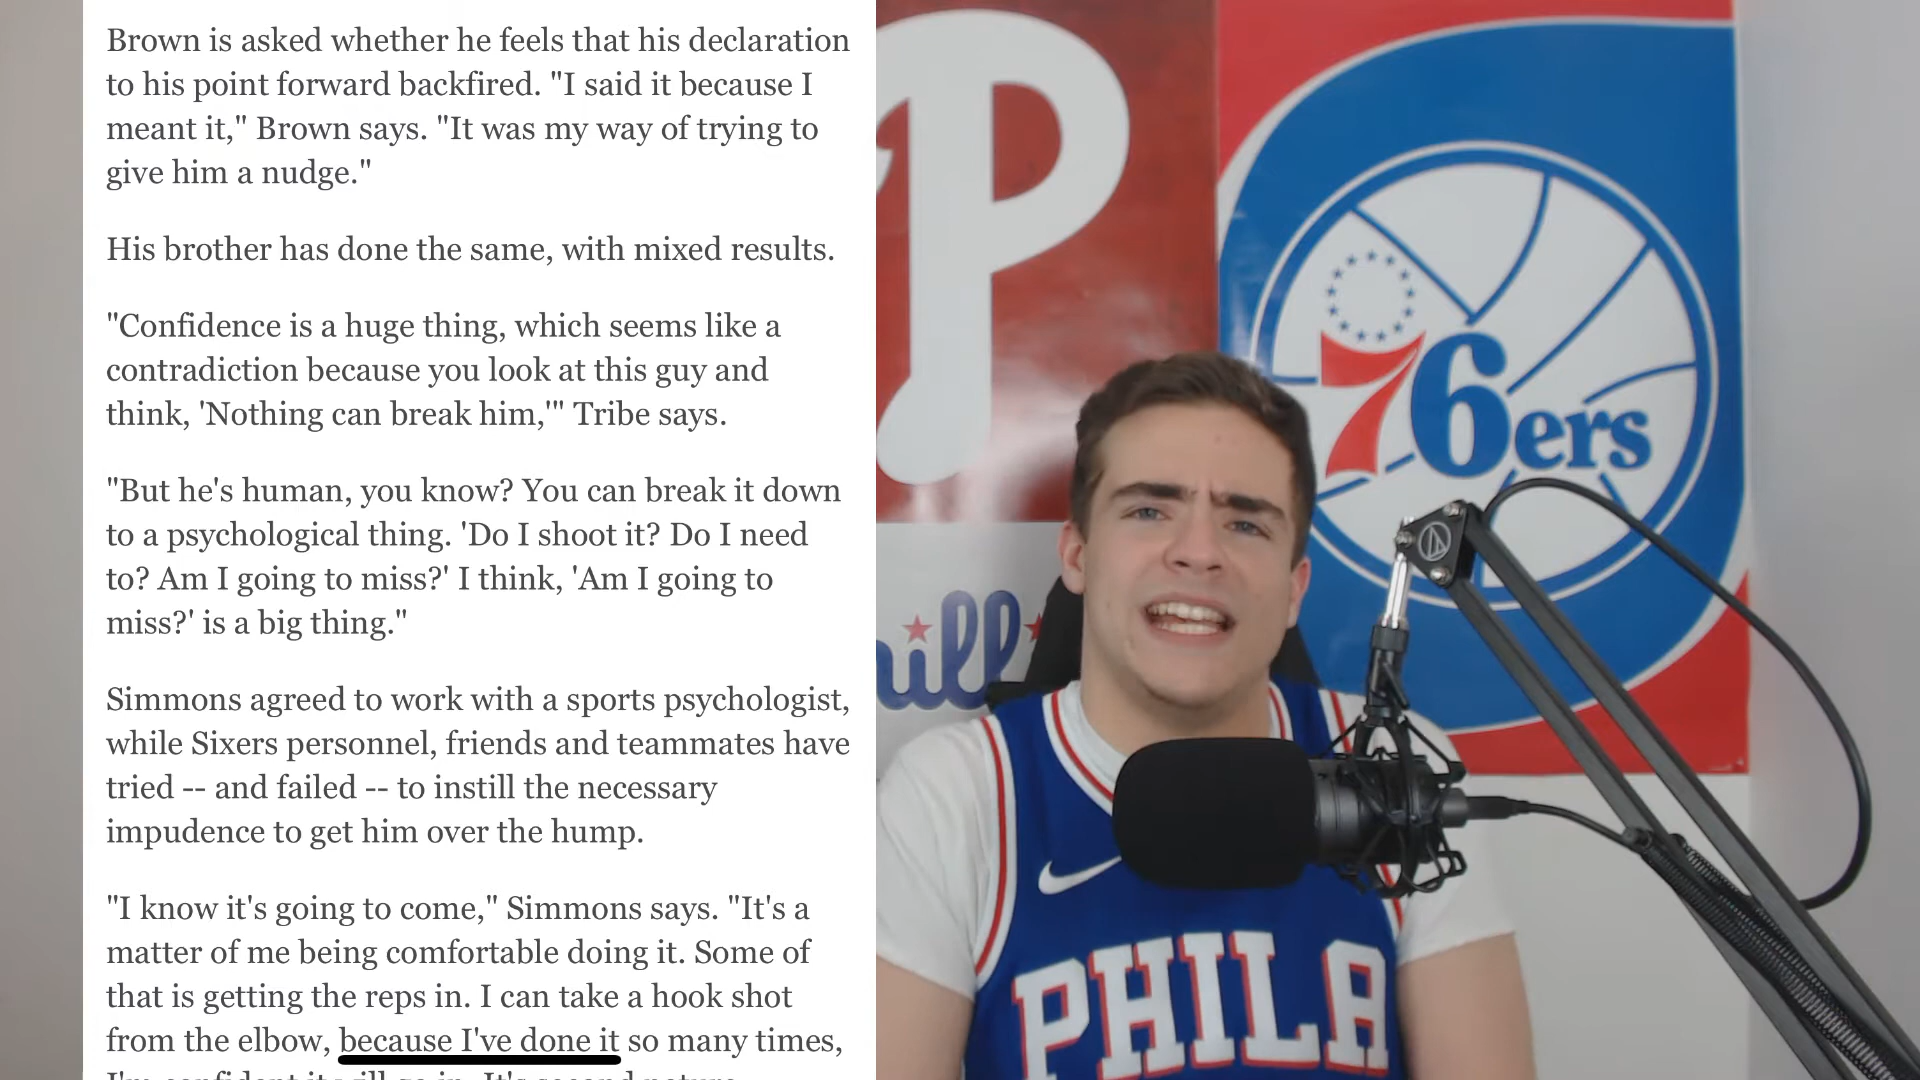 Brown is asked whether he feels that his declaration
to his point forward backfired. "I said it because I
meant it," Brown says. "It was my way of trying to
give him a nudge."
His brother has done the same, with mixed results.
"Confidence is a huge thing, which seems like a
contradiction because you look at this guy and
think, 'Nothing can break him,'" Tribe says.
"But he's human, you know? You can break it down
to a psychological thing. 'Do I shoot it? Do I need
to? Am I going to miss?' I think, 'Am I going to
miss?' is a big thing."
Simmons agreed to work with a sports psychologist,
while Sixers personnel, friends and teammates have
tried -- and failed -- to instill the necessary
impudence to get him over the hump.
"I know it's going to come," Simmons says. "It's a
matter of me being comfortable doing it. Some of
that is getting the reps in. I can take a hook shot
from the elbow, because I've done it so many times,
P
76ers
PHILA